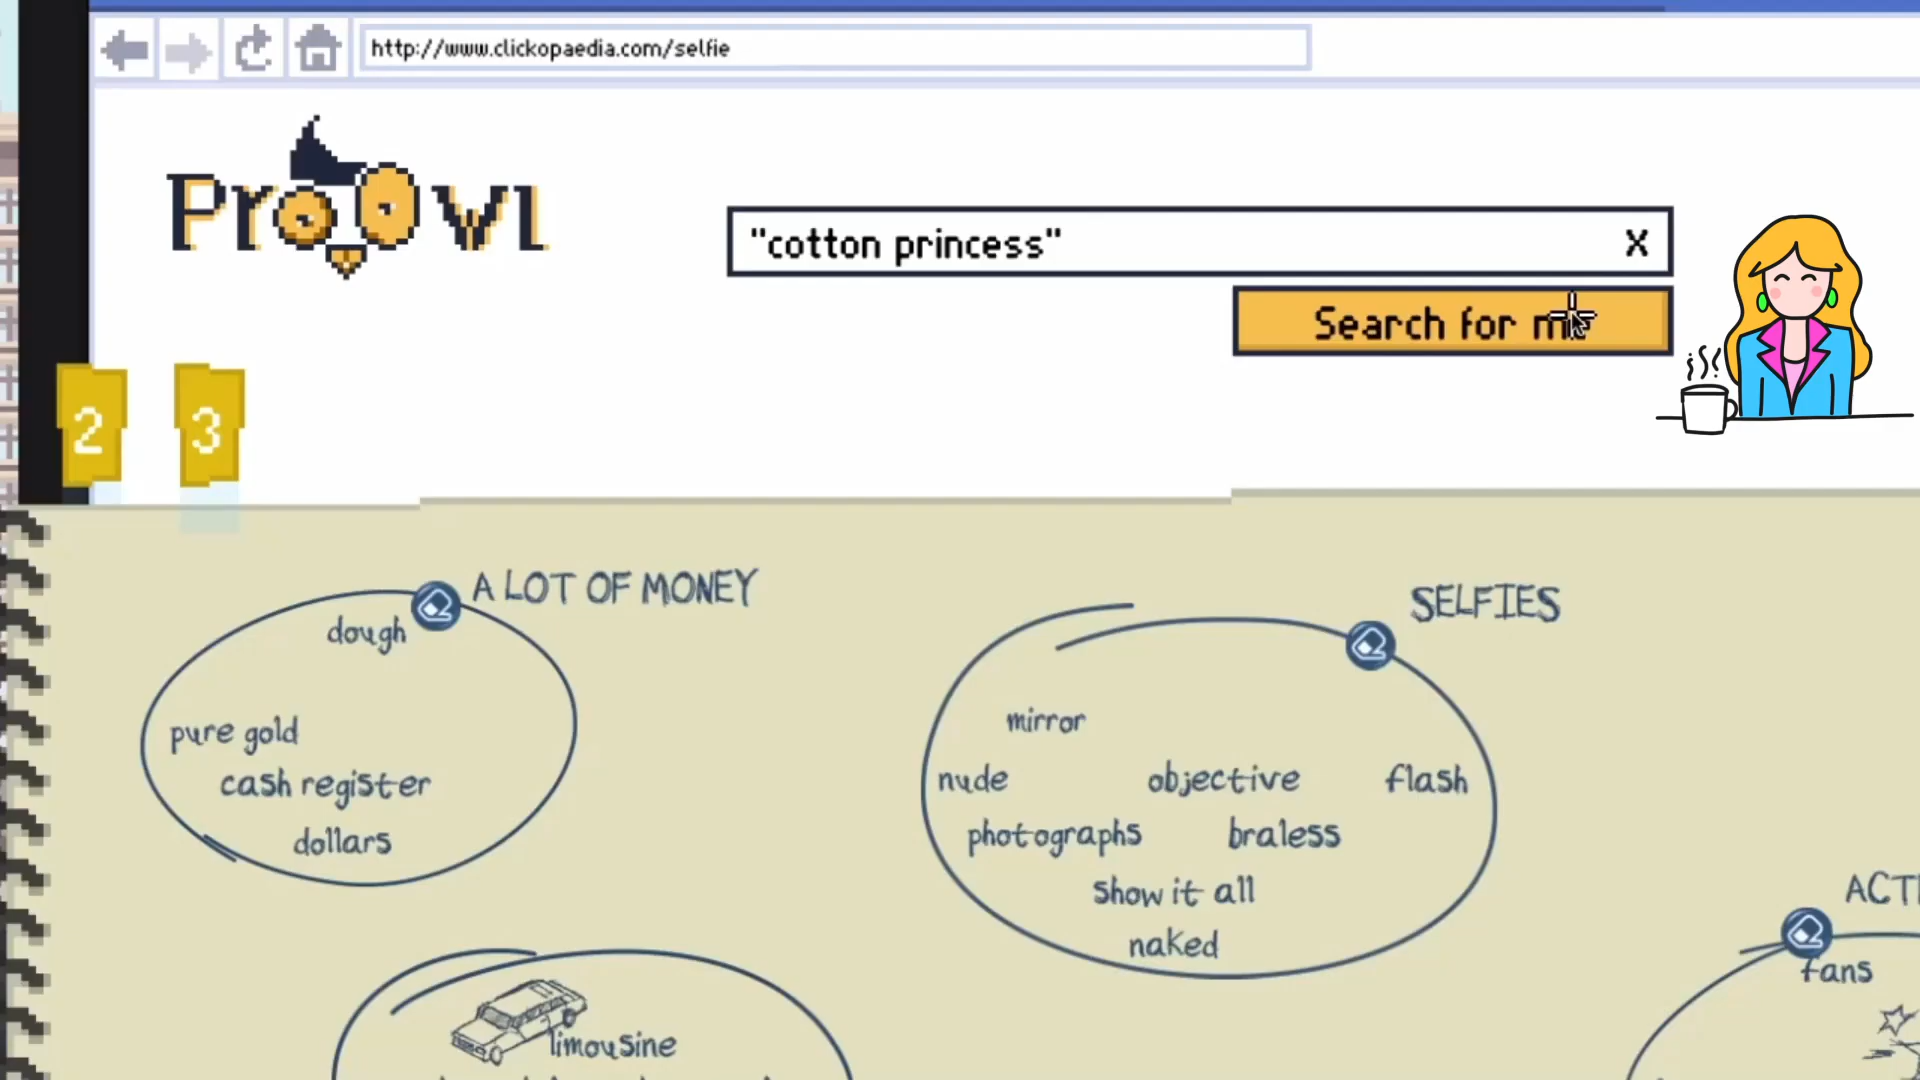 http://www.clickopaedia.com/selfie
PrOOwl
"cotton princess" X
Search for me
2 3
A LOT OF MONEY
dough
pure gold
cash register
dollars
SELFIES
mirror
nude objective flash
photographs braless
show it all
naked
limousine
ACTI
fans